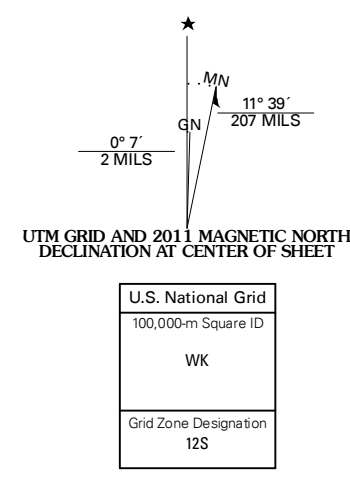 MN
GN
11° 39´
207 MILS
0° 7´
2 MILS
UTM GRID AND 2011 MAGNETIC NORTH
DECLINATION AT CENTER OF SHEET
U.S. National Grid
100,000-m Square ID
WK
Grid Zone Designation
12S